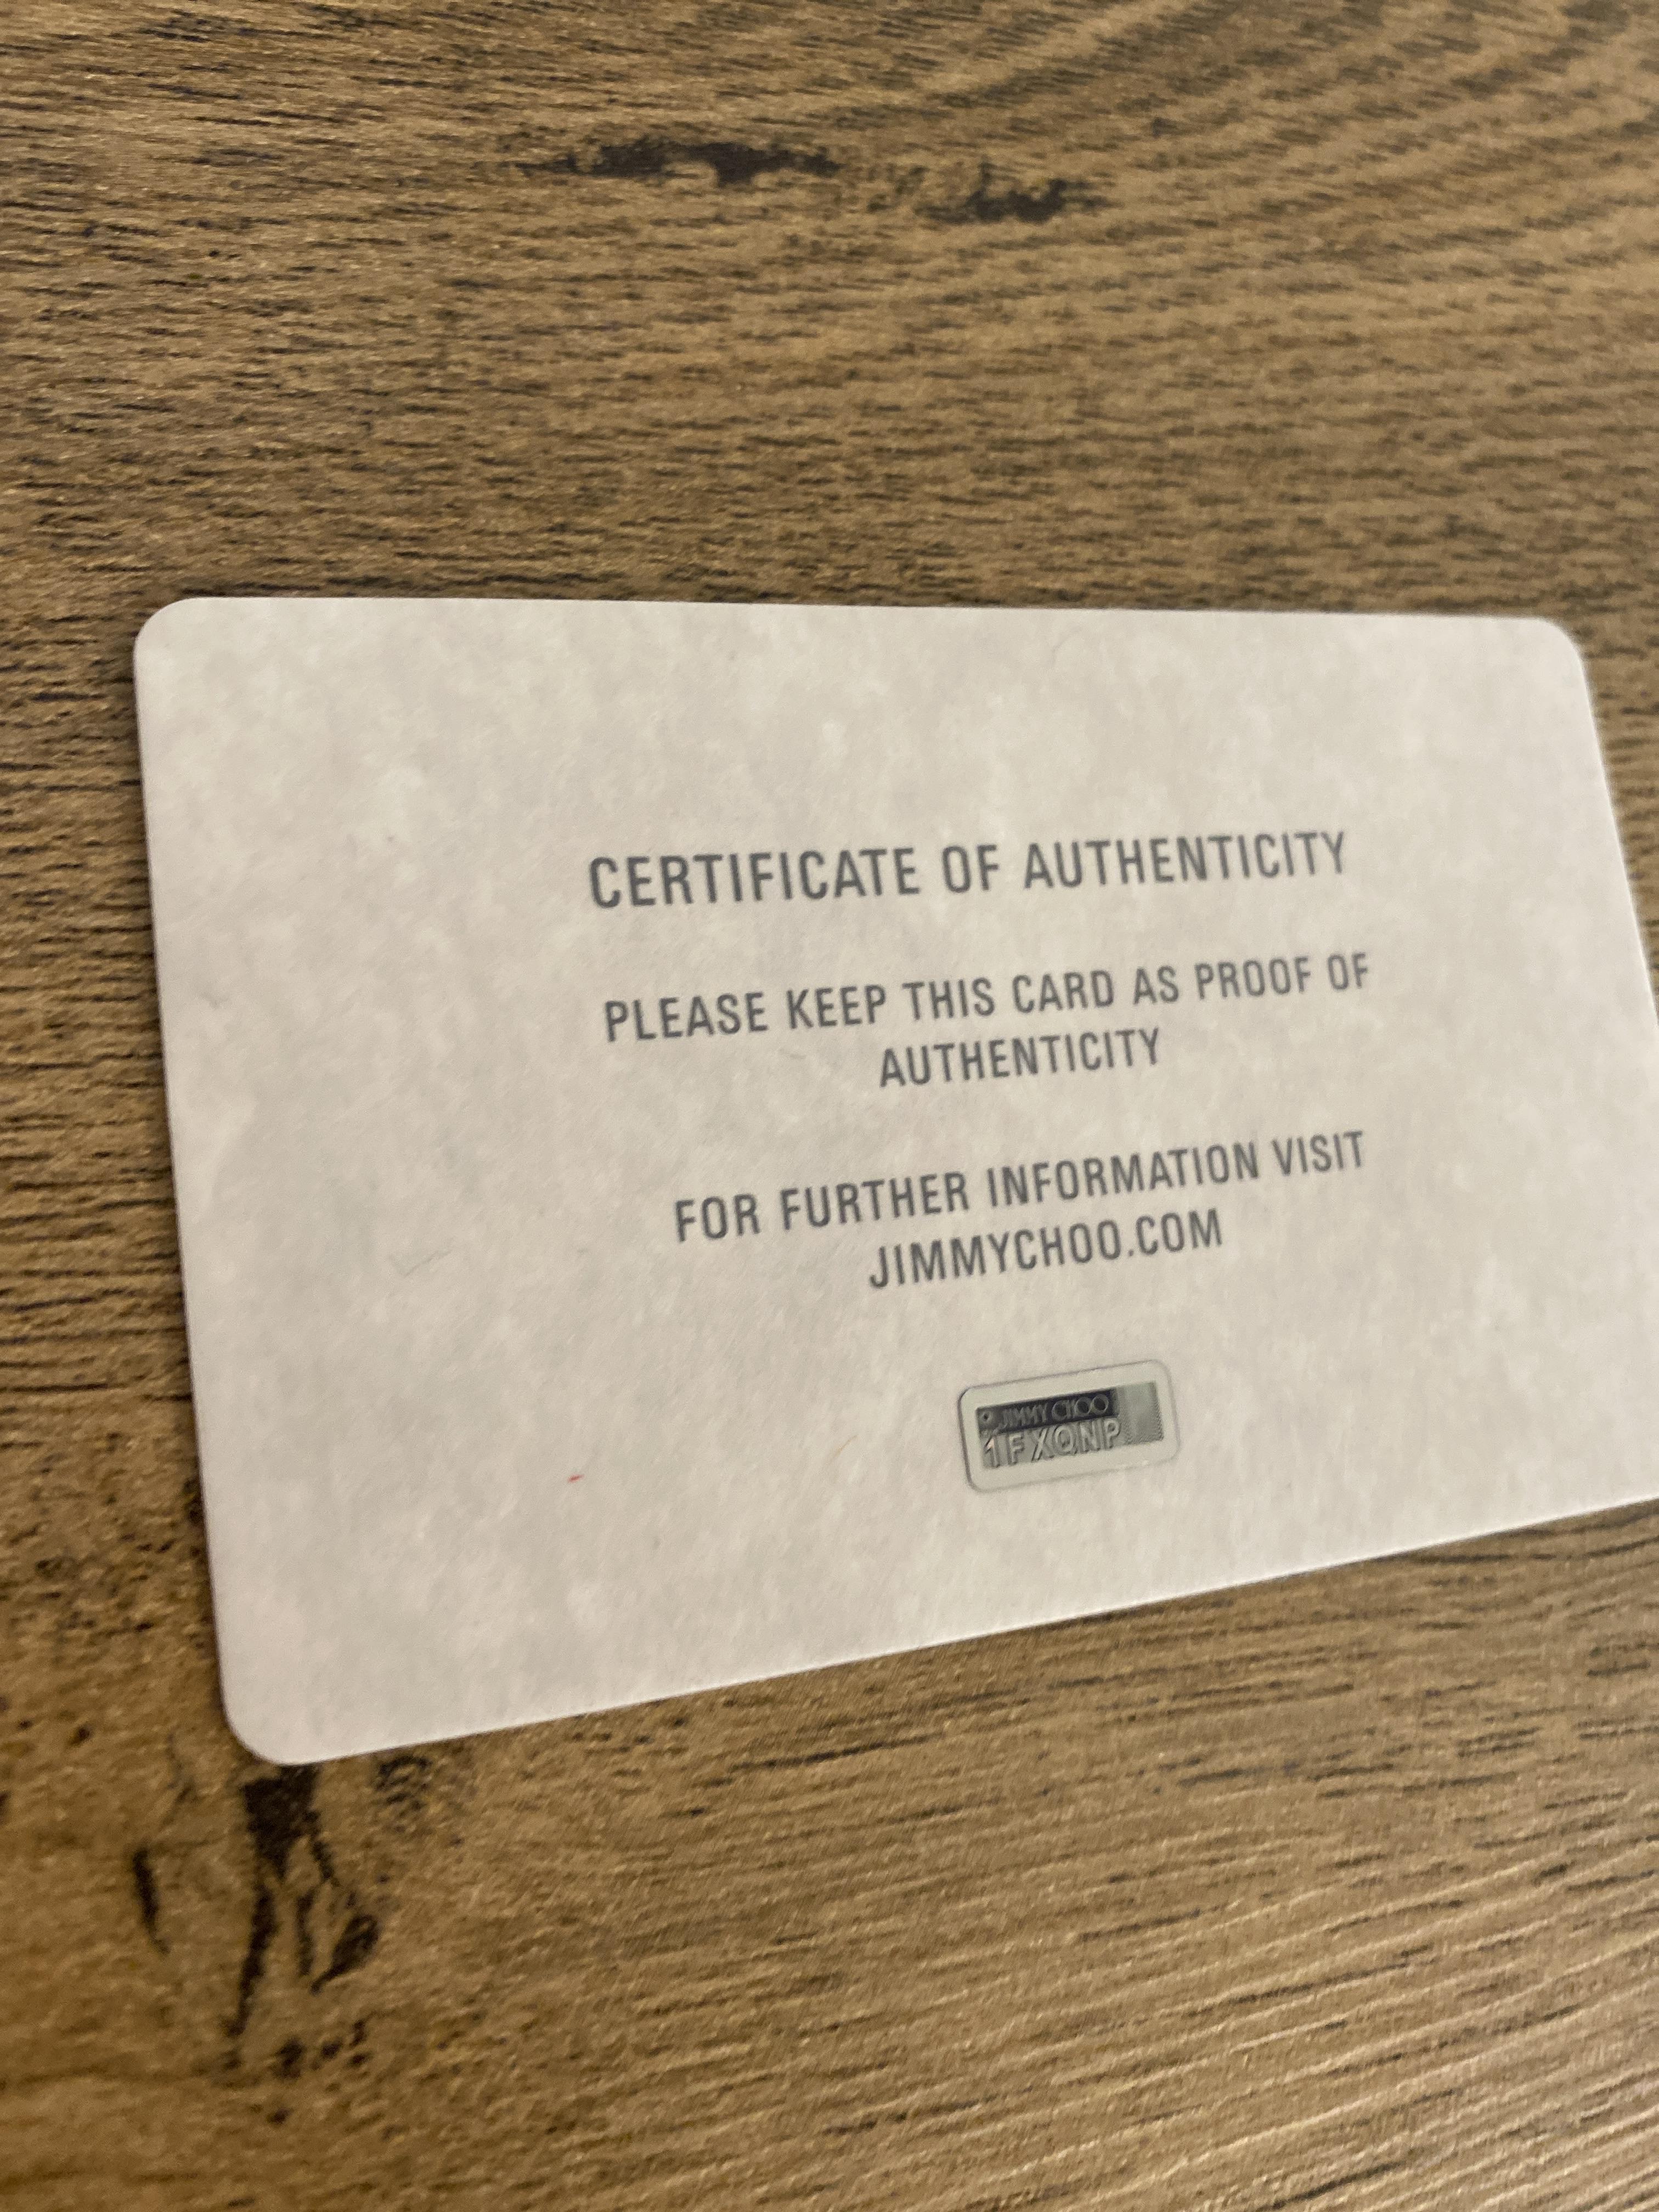 CERTIFICATE OF AUTHENTICITY
PLEASE KEEP THIS CARD AS PROOF OF
AUTHENTICITY
FOR FURTHER INFORMATION VISIT
JIMMYCHOO.COM
JIMMY CHOO
1FXQNP